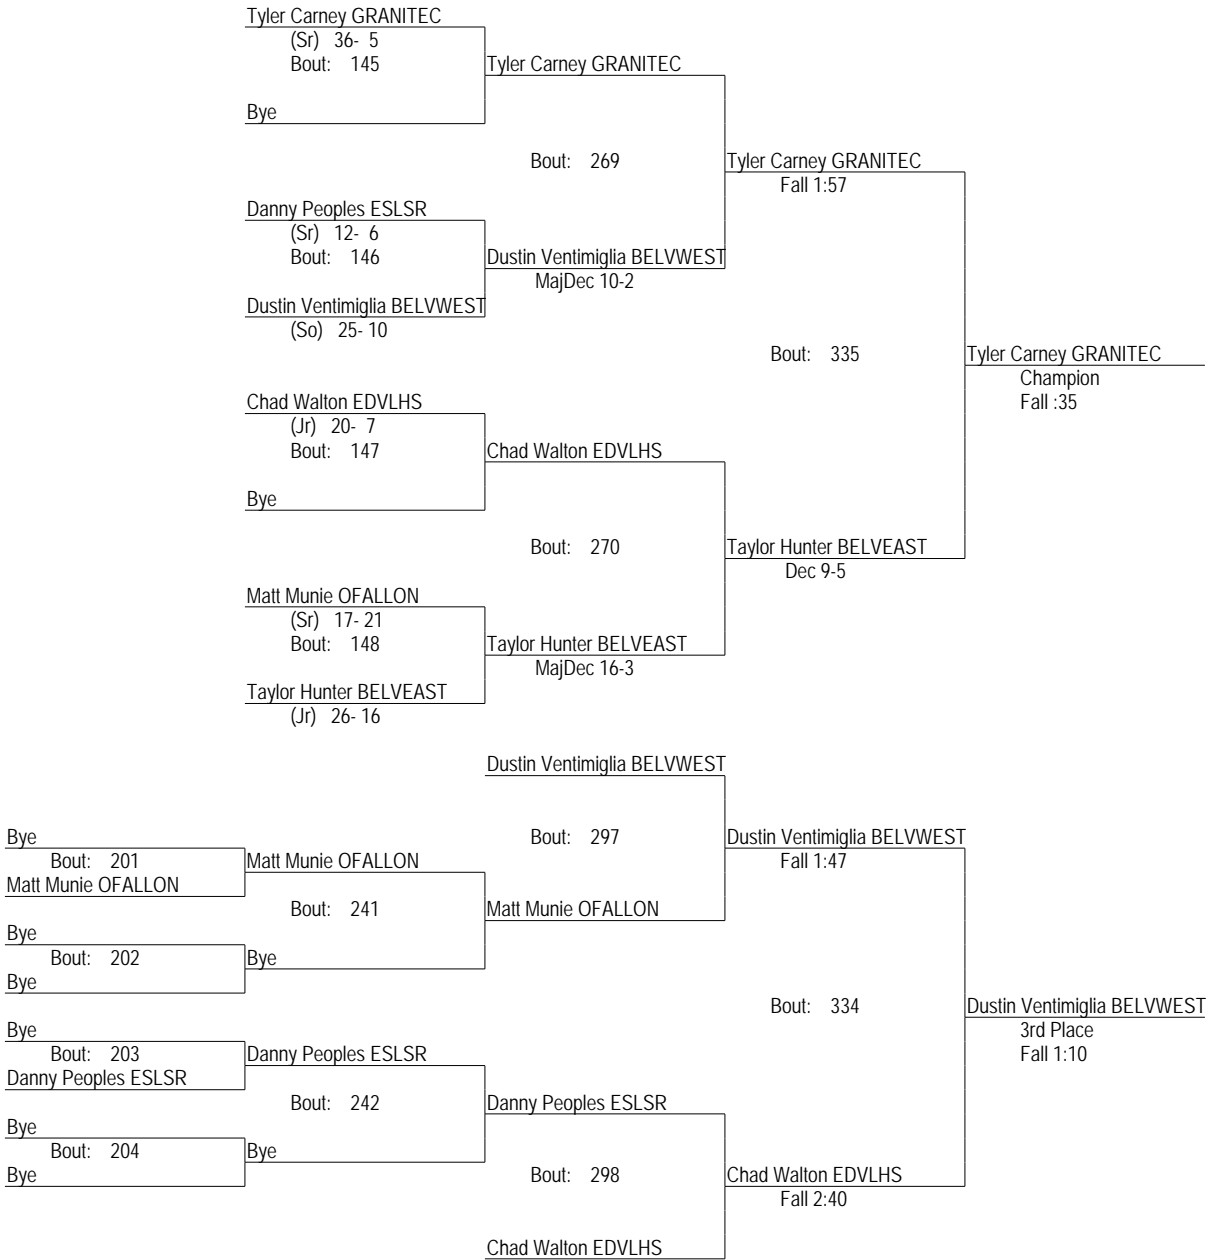 Tyler Carney GRANITEC
(Sr) 36- 5
Bout: 145
Tyler Carney GRANITEC
Bye
Bout: 269
Tyler Carney GRANITEC
Fall 1:57
Danny Peoples ESLSR
(Sr) 12- 6
Bout: 146
Dustin Ventimiglia BELVWEST
MajDec 10-2
Dustin Ventimiglia BELVWEST
(So) 25- 10
Bout: 335
Tyler Carney GRANITEC
Champion
Fall :35
Chad Walton EDVLHS
(Jr) 20- 7
Bout: 147
Chad Walton EDVLHS
Bye
Bout: 270
Taylor Hunter BELVEAST
Dec 9-5
Matt Munie OFALLON
(Sr) 17- 21
Bout: 148
Taylor Hunter BELVEAST
MajDec 16-3
Taylor Hunter BELVEAST
(Jr) 26- 16
Dustin Ventimiglia BELVWEST
Bout: 297
Dustin Ventimiglia BELVWEST
Fall 1:47
Bye
Bout: 201
Matt Munie OFALLON
Matt Munie OFALLON
Bout: 241
Matt Munie OFALLON
Bye
Bout: 202
Bye
Bye
Bout: 334
Dustin Ventimiglia BELVWEST
3rd Place
Fall 1:10
Bye
Bout: 203
Danny Peoples ESLSR
Danny Peoples ESLSR
Bout: 242
Danny Peoples ESLSR
Bye
Bout: 204
Bye
Bye
Bout: 298
Chad Walton EDVLHS
Fall 2:40
Chad Walton EDVLHS